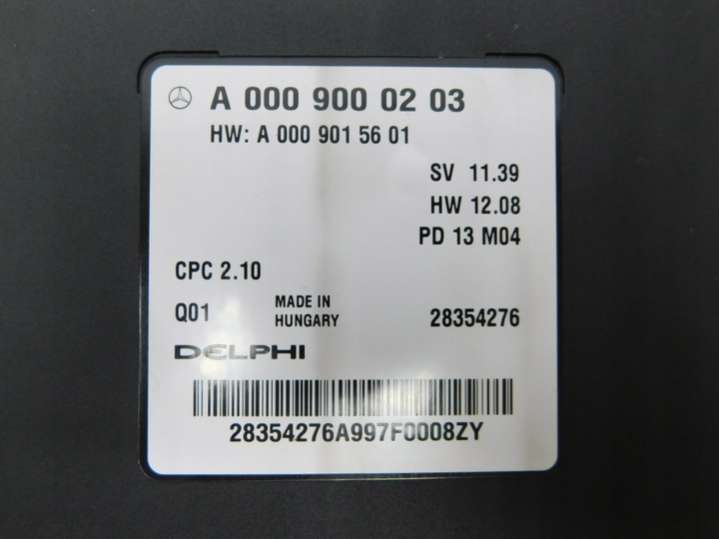 A 000 900 02 03
HW: A 000 901 56 01
SV 11.39
HW 12.08
PD 13 M04
CPC 2.10
Q01 MADE IN HUNGARY 28354276
DELPHI
28354276A997F0008ZY